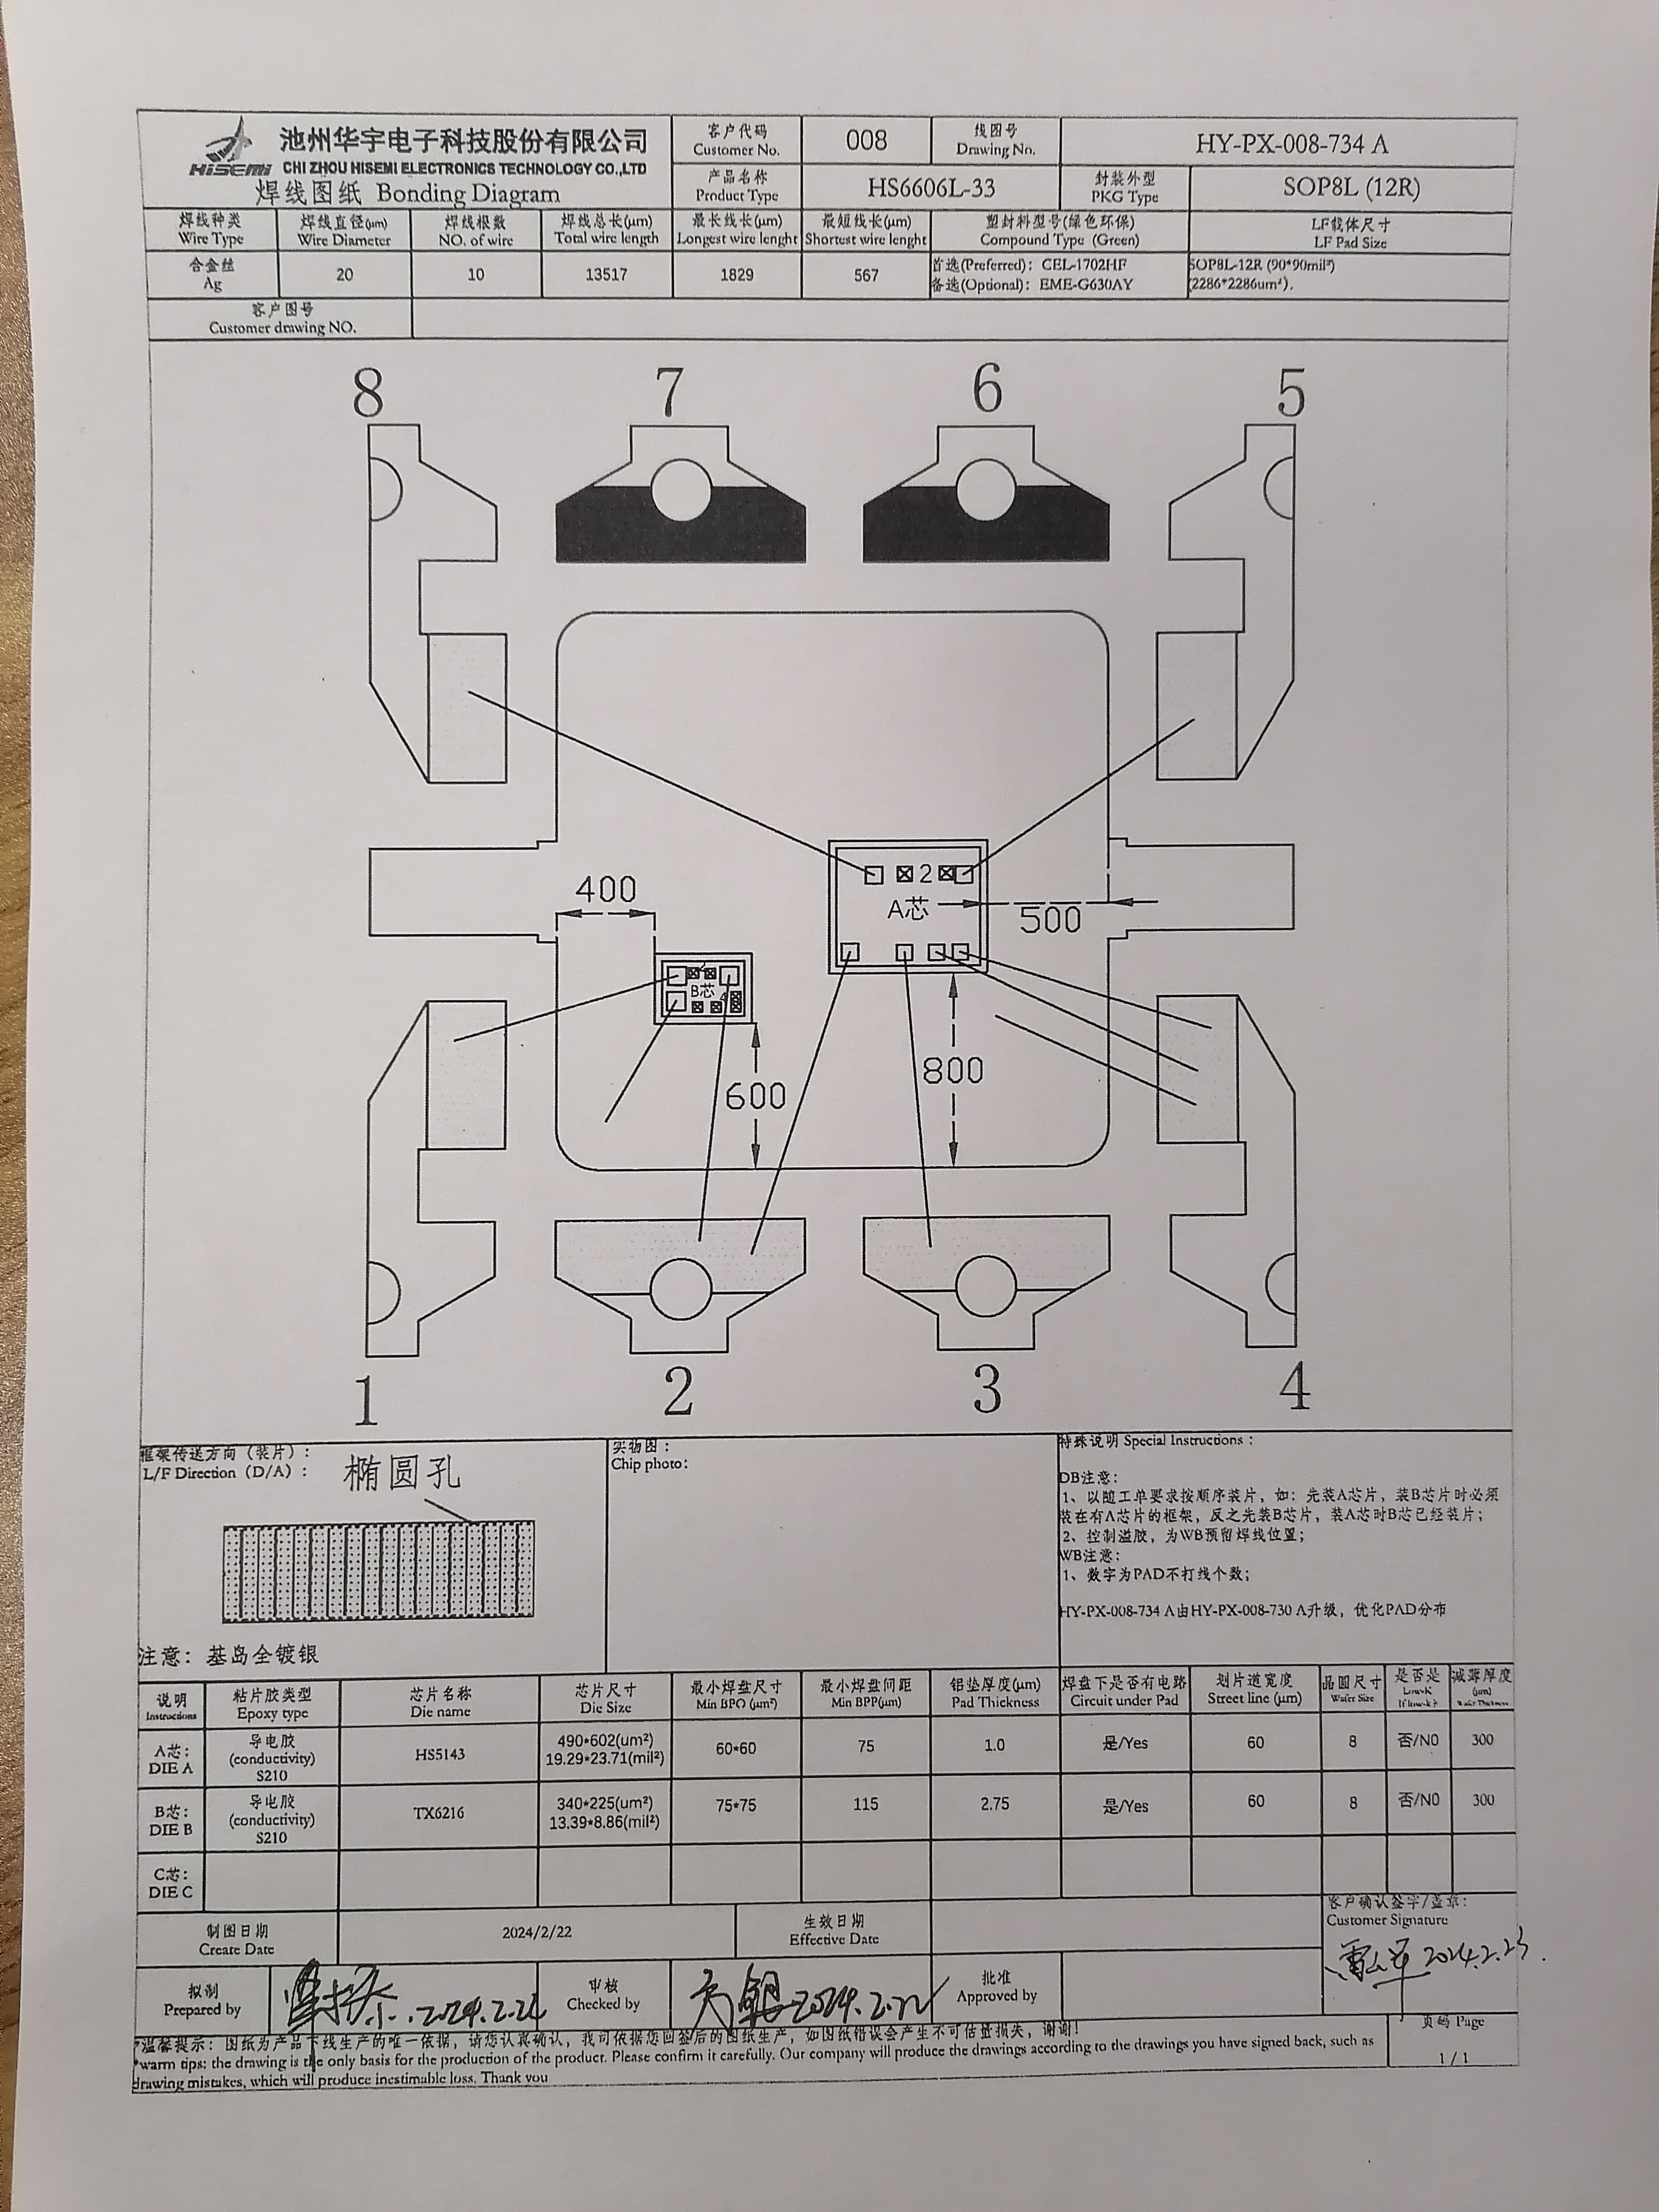 HiSEMi
池州华宇电子科技股份有限公司
CHI ZHOU HISEMI ELECTRONICS TECHNOLOGY CO.,LTD
焊线图纸 Bonding Diagram
客户代码
Customer No.
008
线图号
Drawing No.
HY-PX-008-734 A
产品名称
Product Type
HS6606L-33
封装外型
PKG Type
SOP8L (12R)
焊线种类
Wire Type
焊线直径(μm)
Wire Diameter
焊线根数
NO. of wire
焊线总长(μm)
Total wire length
最长线长(μm)
Longest wire lenght
最短线长(μm)
Shortest wire lenght
塑封料型号(绿色环保)
Compound Type (Green)
LF载体尺寸
LF Pad Size
合金丝
Ag
20
10
13517
1829
567
首选(Preferred): CEL-1702HF
备选(Optional): EME-G630AY
SOP8L-12R (90*90mil²)
(2286*2286um²).
客户图号
Customer drawing NO.
8
7
6
5
2
A芯
400
500
2
B芯
4
600
800
1
2
3
4
框架传送方向（装片）:
L/F Direction (D/A) :
椭圆孔
注意: 基岛全镀银
实物图:
Chip photo:
特殊说明 Special Instructions :
DB注意:
1、以随工单要求按顺序装片，如: 先装A芯片，装B芯片时必须
装在有A芯片的框架，反之先装B芯片，装A芯时B芯已经装片;
2、控制溢胶，为WB预留焊线位置;
WB注意:
1、数字为PAD不打线个数;
HY-PX-008-734 A由HY-PX-008-730 A升级，优化PAD分布
说明
Instructions
粘片胶类型
Epoxy type
芯片名称
Die name
芯片尺寸
Die Size
最小焊盘尺寸
Min BPO (μm²)
最小焊盘间距
Min BPP(μm)
铝垫厚度(μm)
Pad Thickness
焊盘下是否有电路
Circuit under Pad
划片道宽度
Street line (μm)
晶圆尺寸
Wafer Size
是否是
Low-K
减薄厚度
(μm)
Wafer Thickness
A芯:
DIE A
导电胶
(conductivity)
S210
HS5143
490*602(um²)
19.29*23.71(mil²)
60*60
75
1.0
是/Yes
60
8
否/NO
300
B芯:
DIE B
导电胶
(conductivity)
S210
TX6216
340*225(um²)
13.39*8.86(mil²)
75*75
115
2.75
是/Yes
60
8
否/NO
300
C芯:
DIE C
制图日期
Create Date
2024/2/22
生效日期
Effective Date
客户确认签字/盖章:
Customer Signature
2024.2.23.
拟制
Prepared by
2024.2.22
审核
Checked by
2024.2.22
批准
Approved by
*温馨提示: 图纸为产品下线生产的唯一依据，请您认真确认，我司依据您回签后的图纸生产，如图纸错误会产生不可估量损失，谢谢!
*warm tips: the drawing is the only basis for the production of the product. Please confirm it carefully. Our company will produce the drawings according to the drawings you have signed back, such as
drawing mistakes, which will produce inestimable loss. Thank you
页码 Page
1 / 1